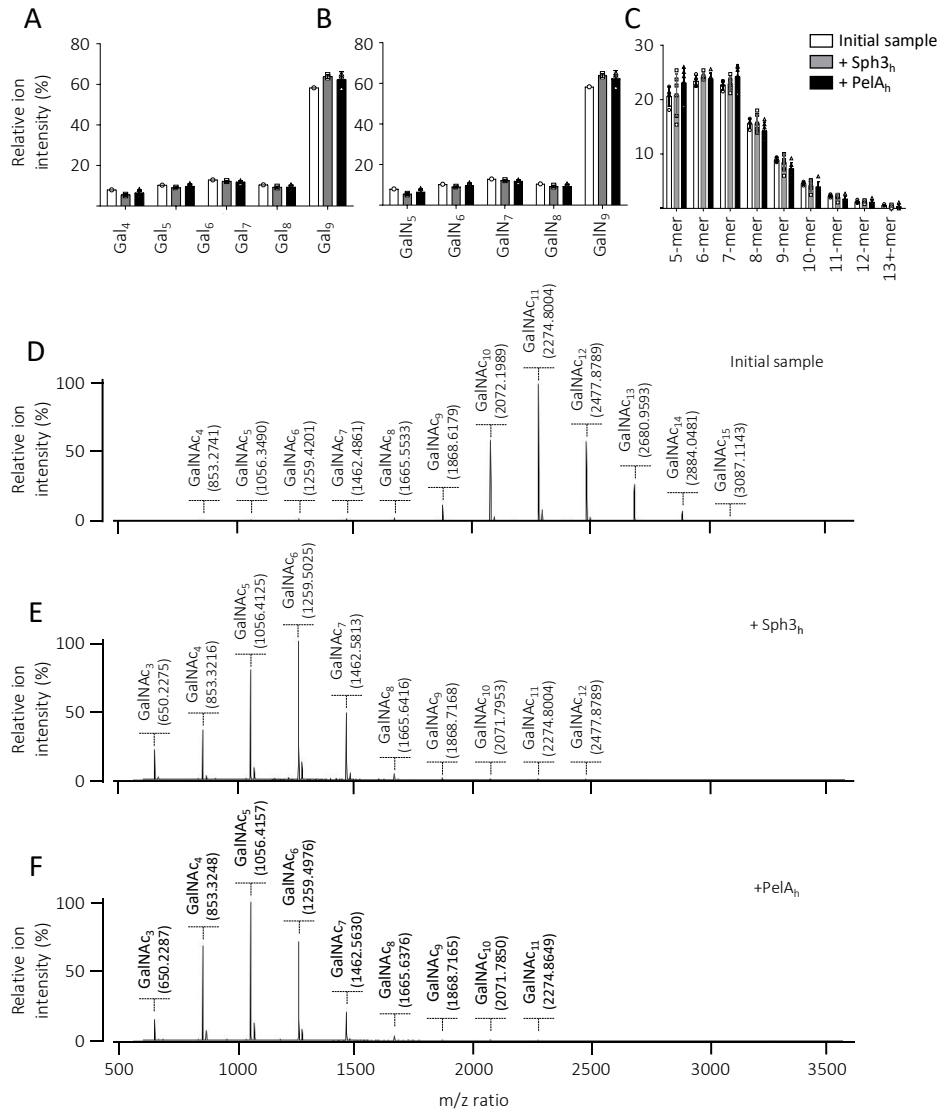 A
B
C
Relative ion
intensity (%)
80
60
40
20
Gal4
Gal5
Gal6
Gal7
Gal8
Gal9
80
60
40
20
GalN5
GalN6
GalN7
GalN8
GalN9
30
20
10
5-mer
6-mer
7-mer
8-mer
9-mer
10-mer
11-mer
12-mer
13+-mer
Initial sample
+ Sph3h
+ PelAh
D
Initial sample
Relative ion
intensity (%)
100
50
0
GalNAc4
(853.2741)
GalNAc5
(1056.3490)
GalNAc6
(1259.4201)
GalNAc7
(1462.4861)
GalNAc8
(1665.5533)
GalNAc9
(1868.6179)
GalNAc10
(2072.1989)
GalNAc11
(2274.8004)
GalNAc12
(2477.8789)
GalNAc13
(2680.9593)
GalNAc14
(2884.0481)
GalNAc15
(3087.1143)
E
+ Sph3h
Relative ion
intensity (%)
100
50
0
GalNAc3
(650.2275)
GalNAc4
(853.3216)
GalNAc5
(1056.4125)
GalNAc6
(1259.5025)
GalNAc7
(1462.5813)
GalNAc8
(1665.6416)
GalNAc9
(1868.7168)
GalNAc10
(2071.7953)
GalNAc11
(2274.8004)
GalNAc12
(2477.8789)
F
+PelAh
Relative ion
intensity (%)
100
50
0
GalNAc3
(650.2287)
GalNAc4
(853.3248)
GalNAc5
(1056.4157)
GalNAc6
(1259.4976)
GalNAc7
(1462.5630)
GalNAc8
(1665.6376)
GalNAc9
(1868.7165)
GalNAc10
(2071.7850)
GalNAc11
(2274.8649)
500
1000
1500
2000
2500
3000
3500
m/z ratio